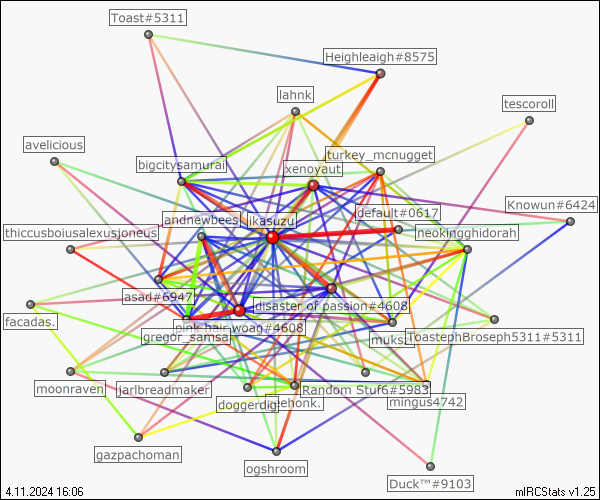 Toast#5311
Heighleaigh#8575
lahnk
tescoroll
avelicious
turkey_mcnugget
bigcitysamurai
xenoyaut
Knowun#6424
default#0617
andnewbees
ikasuzu
thiccusboiusalexusjoneus
neokingghidorah
asad#6947
disaster of passion#4608
facadas.
pink hair woag#4608
gregor_samsa
muksz
ToastephBroseph5311#5311
moonraven
jarlbreadmaker
Random Stuf6#5983
doggerdig
mingus4742
gazpachoman
ogshroom
Duck™#9103
4.11.2024 16:06
mIRCStats v1.25